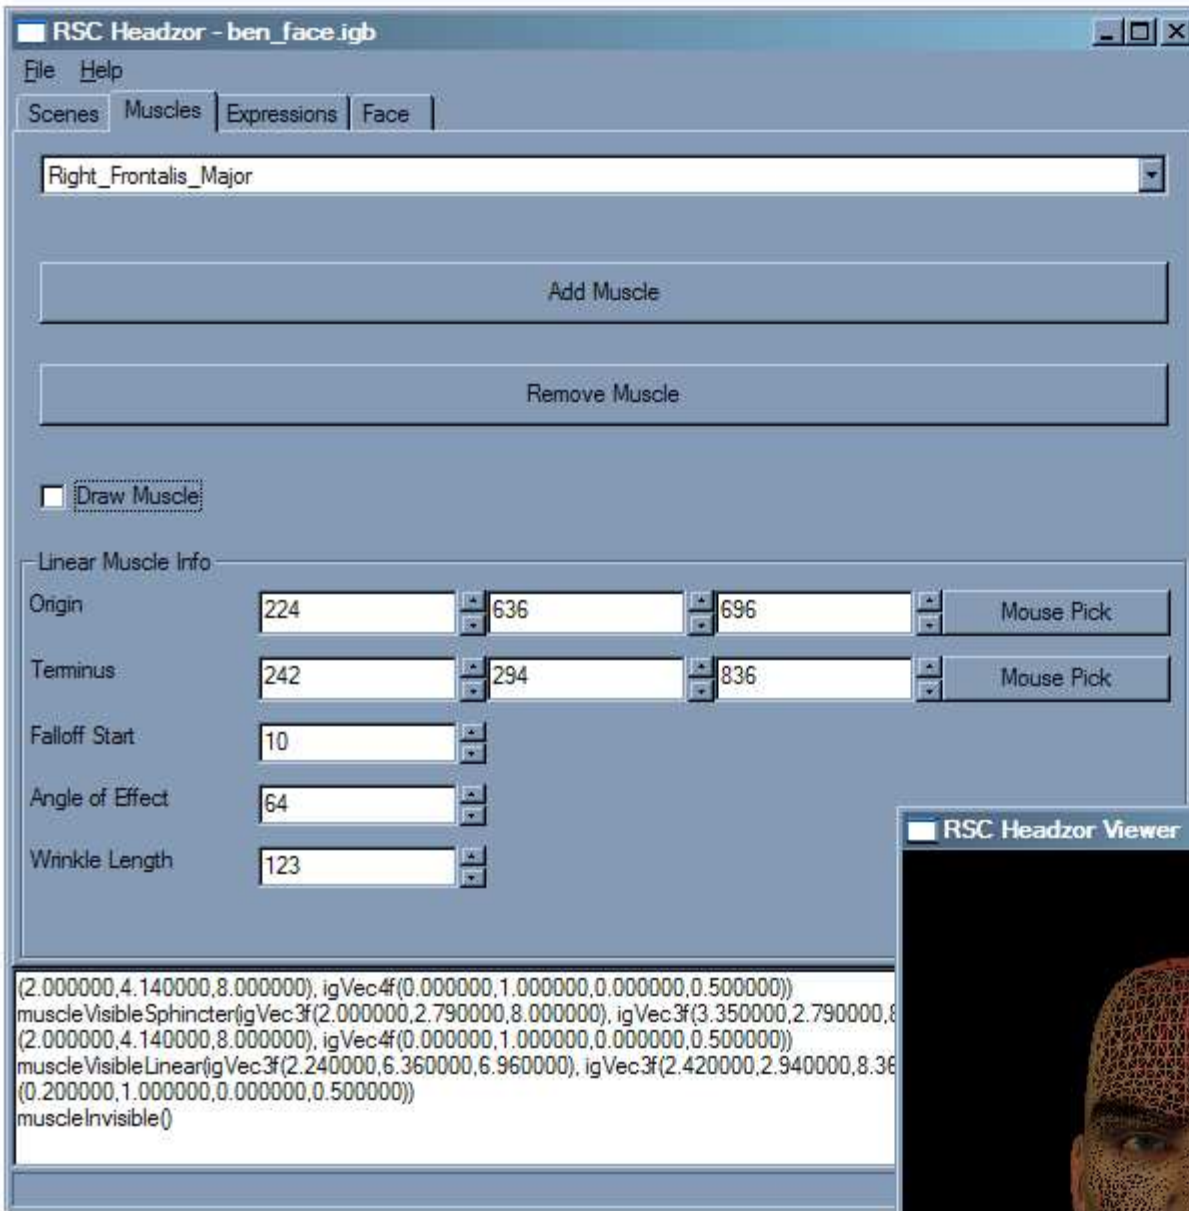 RSC Headzor - ben_face.igb
File Help
Scenes Muscles Expressions Face
Right_Frontalis_Major
Add Muscle
Remove Muscle
Draw Muscle
Linear Muscle Info
Origin 224 636 696 Mouse Pick
Terminus 242 294 836 Mouse Pick
Falloff Start 10
Angle of Effect 64
Wrinkle Length 123
RSC Headzor Viewer
(2.000000,4.140000,8.000000), igVec4f(0.000000,1.000000,0.000000,0.500000))
muscleVisibleSphincter(igVec3f(2.000000,2.790000,8.000000), igVec3f(3.350000,2.790000,8
(2.000000,4.140000,8.000000), igVec4f(0.000000,1.000000,0.000000,0.500000))
muscleVisibleLinear(igVec3f(2.240000,6.360000,6.960000), igVec3f(2.420000,2.940000,8.36
(0.200000,1.000000,0.000000,0.500000))
muscleInvisible()